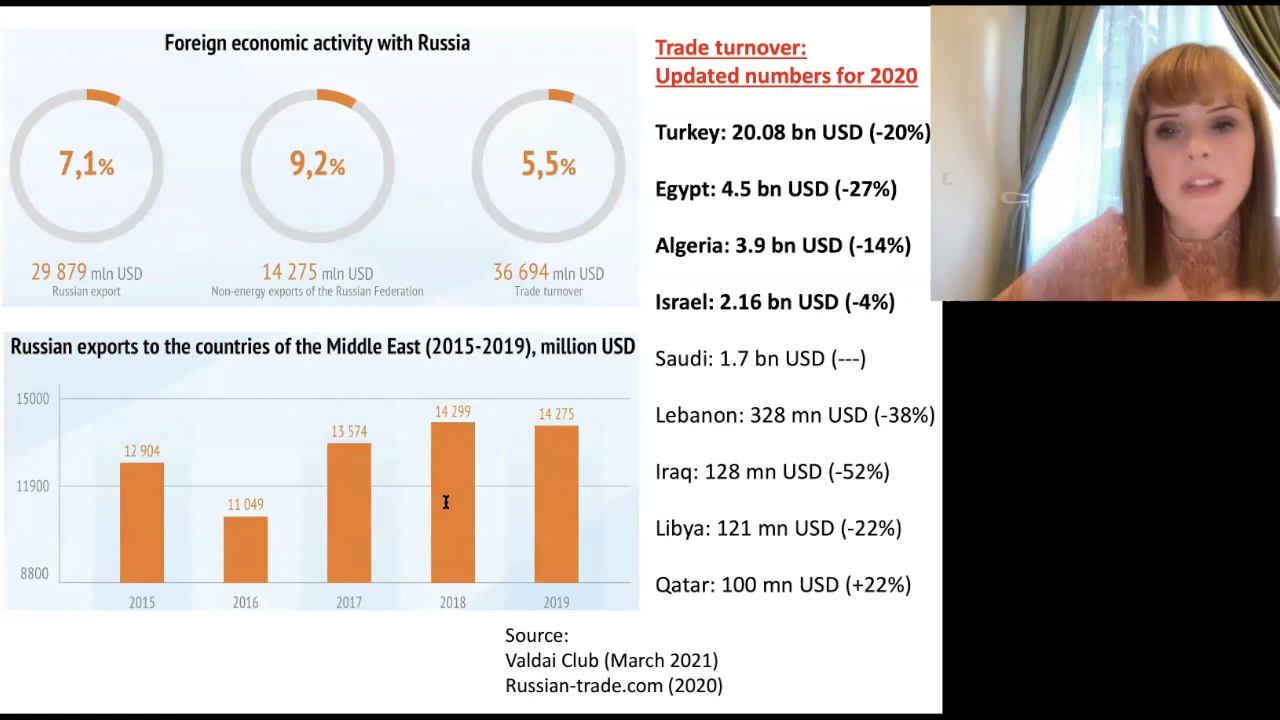 Foreign economic activity with Russia
7,1%
9,2%
5,5%
29 879 mln USD
Russian export
14 275 mln USD
Non-energy exports of the Russian Federation
36 694 mln USD
Trade turnover
Russian exports to the countries of the Middle East (2015-2019), million USD
15000
11900
8800
12 904
11 049
13 574
14 299
14 275
2015
2016
2017
2018
2019
Trade turnover:
Updated numbers for 2020
Turkey: 20.08 bn USD (-20%)
Egypt: 4.5 bn USD (-27%)
Algeria: 3.9 bn USD (-14%)
Israel: 2.16 bn USD (-4%)
Saudi: 1.7 bn USD (---)
Lebanon: 328 mn USD (-38%)
Iraq: 128 mn USD (-52%)
Libya: 121 mn USD (-22%)
Qatar: 100 mn USD (+22%)
Source:
Valdai Club (March 2021)
Russian-trade.com (2020)